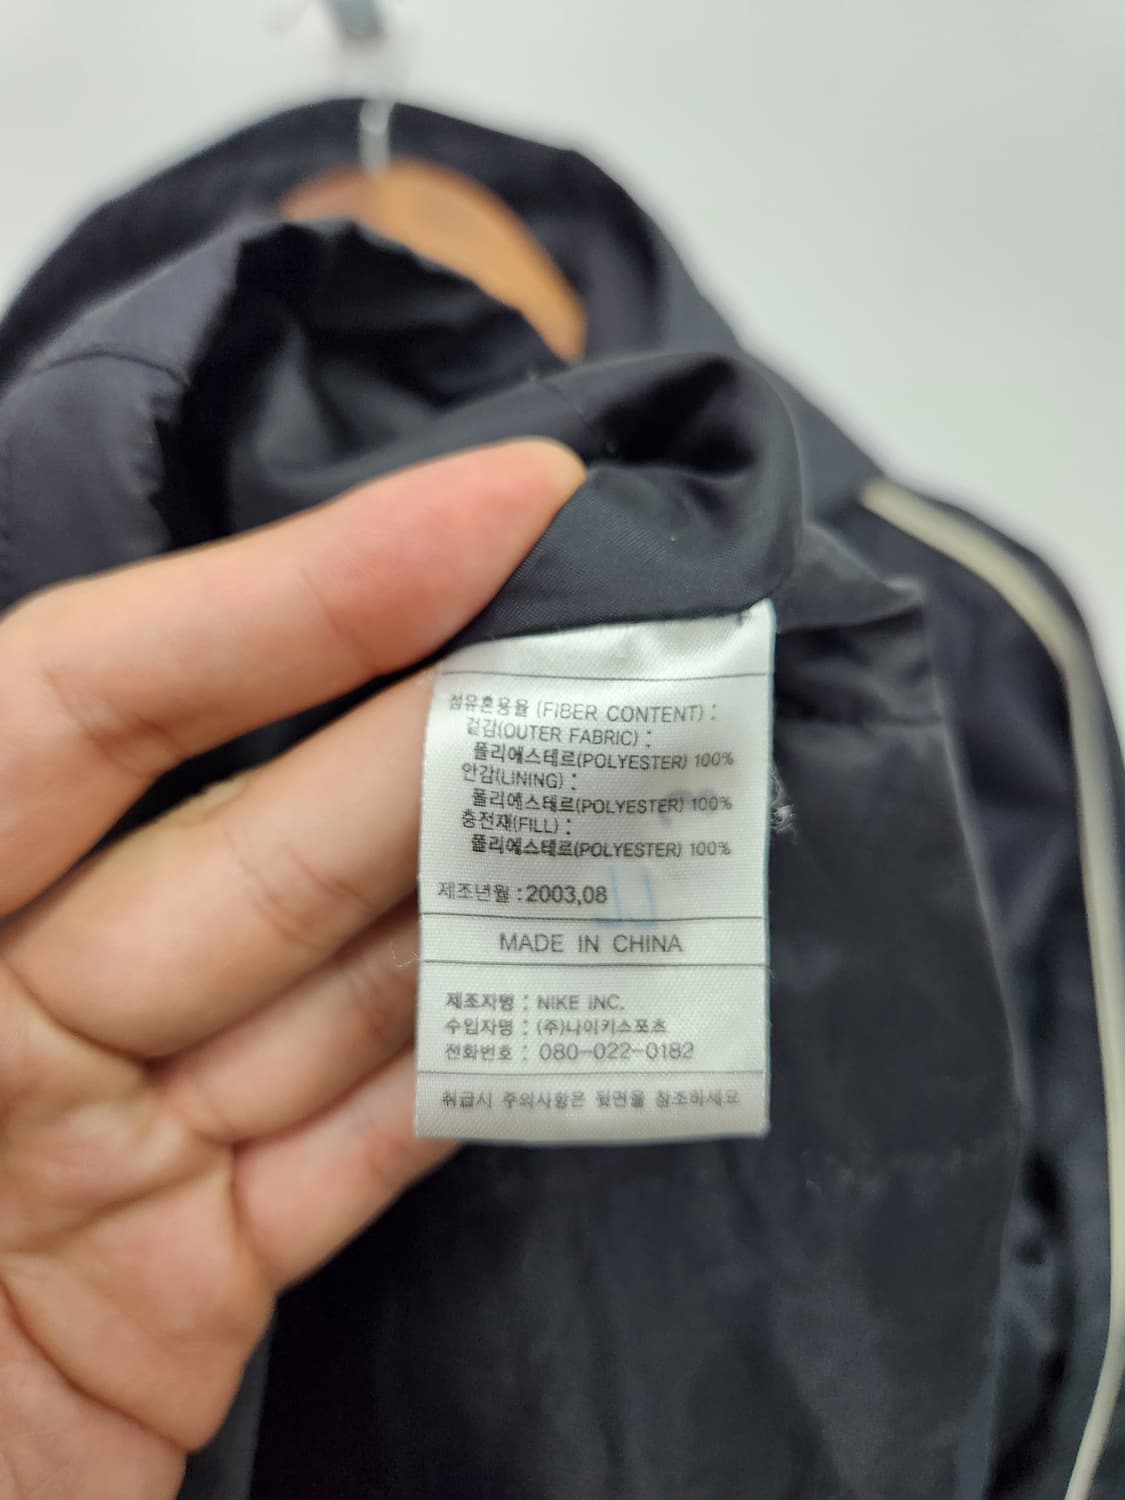 섬유혼용율 (FIBER CONTENT) :
겉감(OUTER FABRIC) :
폴리에스테르(POLYESTER) 100%
안감(LINING) :
폴리에스테르(POLYESTER) 100%
충전재(FILL) :
폴리에스테르(POLYESTER) 100%
제조년월 : 2003,08
MADE IN CHINA
제조자명 : NIKE INC.
수입자명 : (주)나이키스포츠
전화번호 : 080-022-0182
취급시 주의사항은 뒷면을 참조하세요